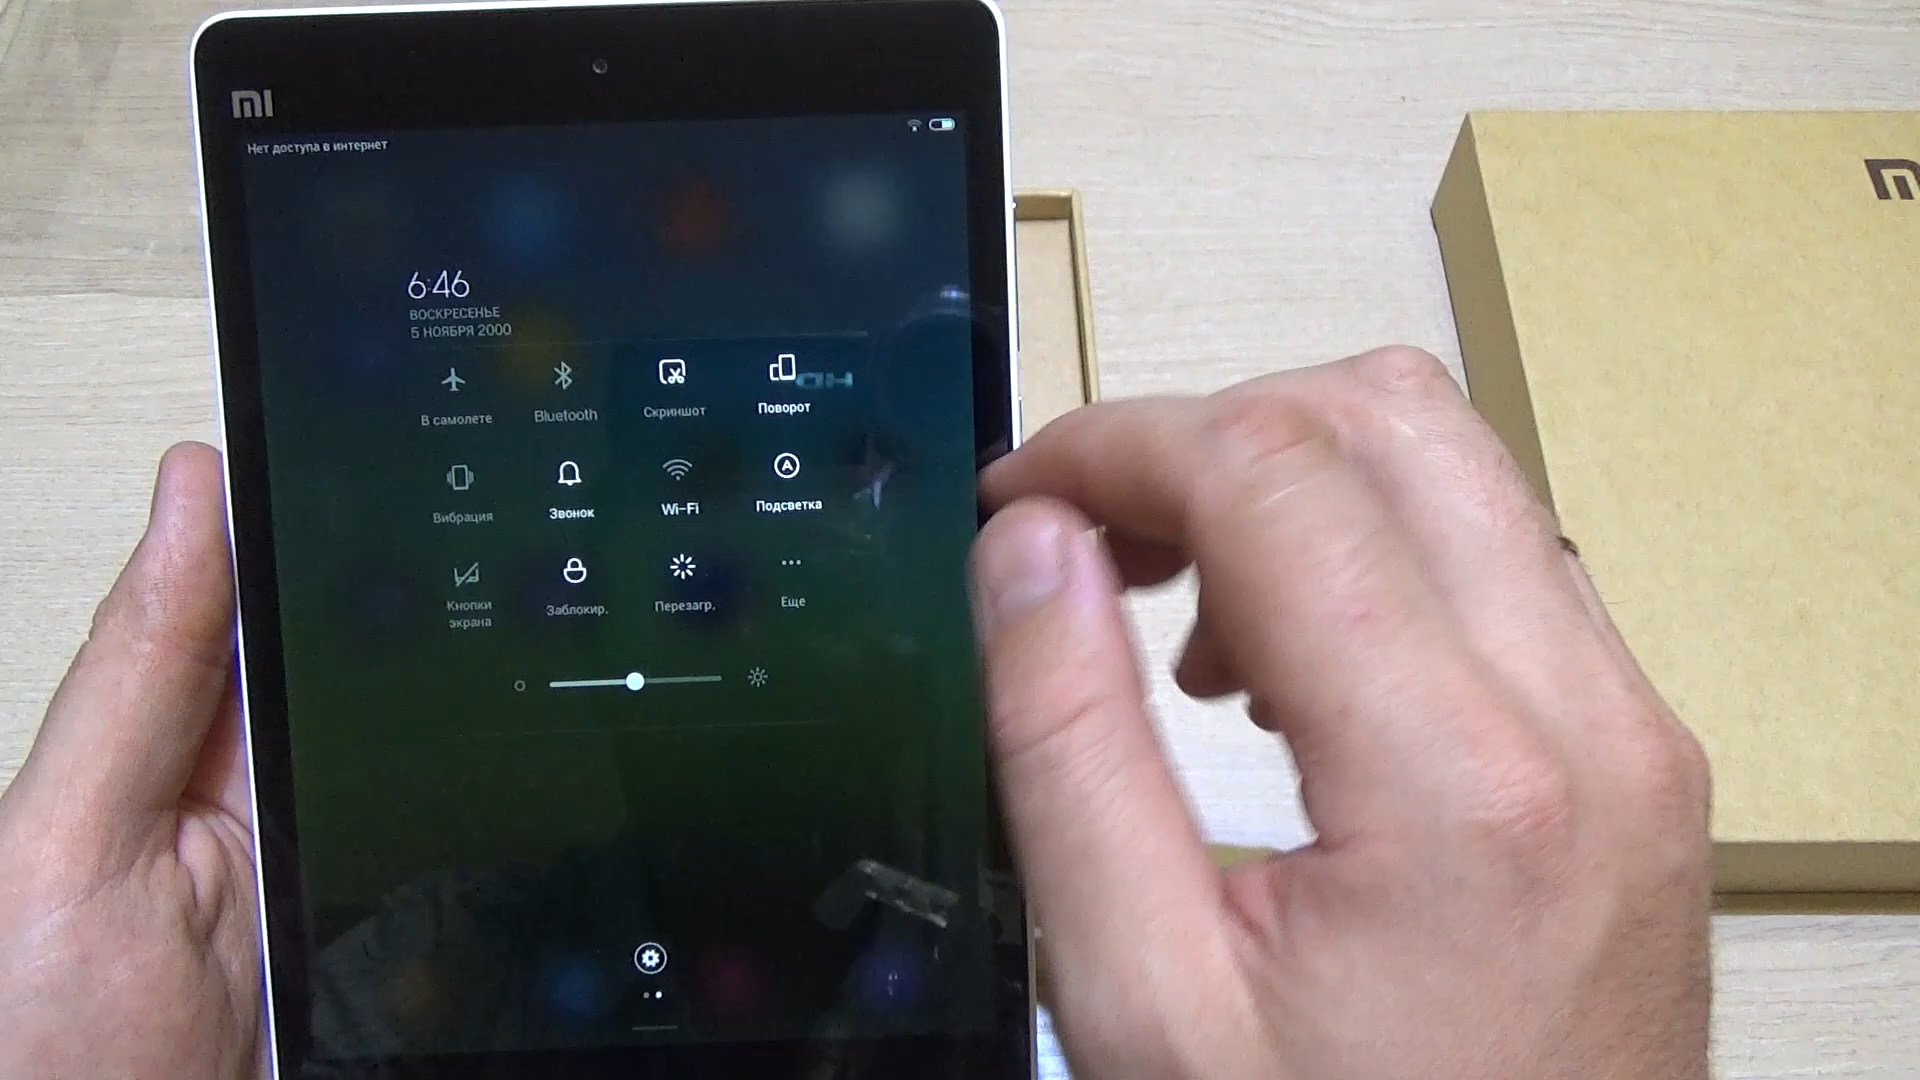 MI
Нет доступа в интернет
6:46
ВОСКРЕСЕНЬЕ
5 НОЯБРЯ 2000
В самолете
Bluetooth
Скриншот
Поворот
Вибрация
Звонок
Wi-Fi
Подсветка
Кнопки
экрана
Заблокир.
Перезагр.
Еще